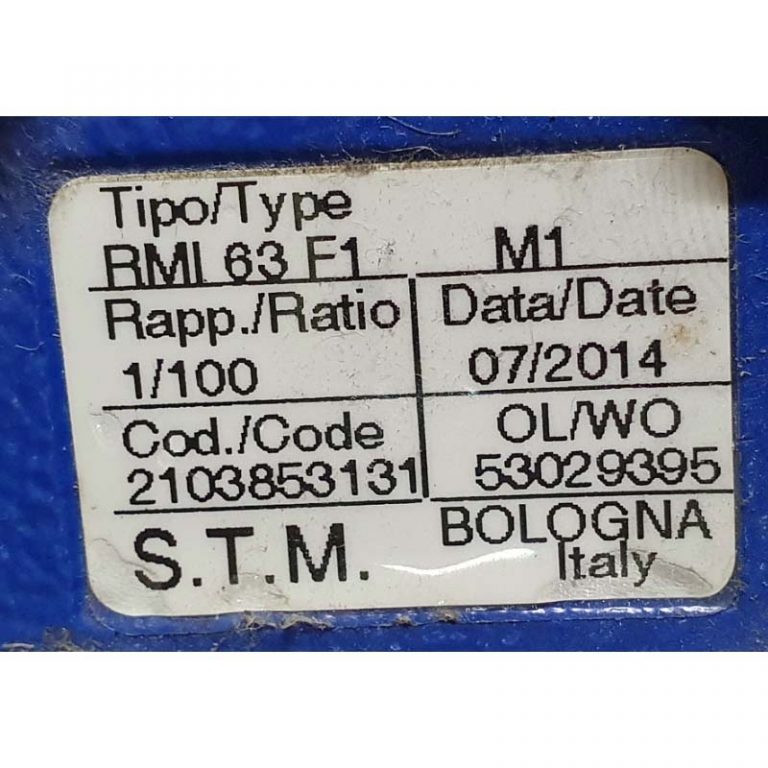 Tipo/Type
RMI 63 F1 M1
Rapp./Ratio Data/Date
1/100 07/2014
Cod./Code OL/WO
2103853131 53029395
S.T.M. BOLOGNA
Italy